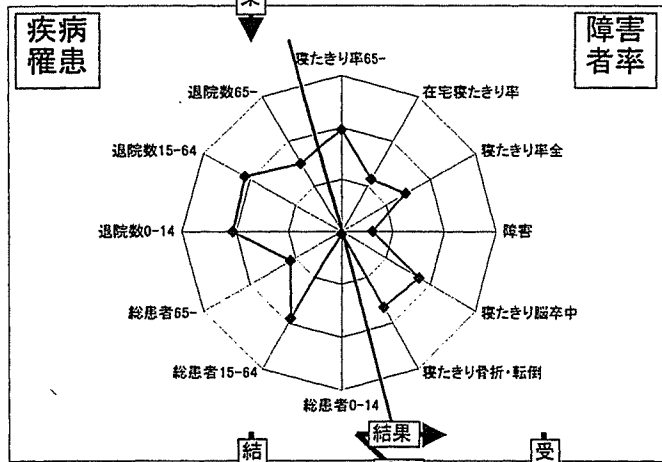 疾病
罹患
障害
者率
寝たきり率65-
在宅寝たきり率
寝たきり率全
障害
寝たきり脳卒中
寝たきり骨折・転倒
総患者0-14
総患者15-64
総患者65-
退院数0-14
退院数15-64
退院数65-
結果
結
受